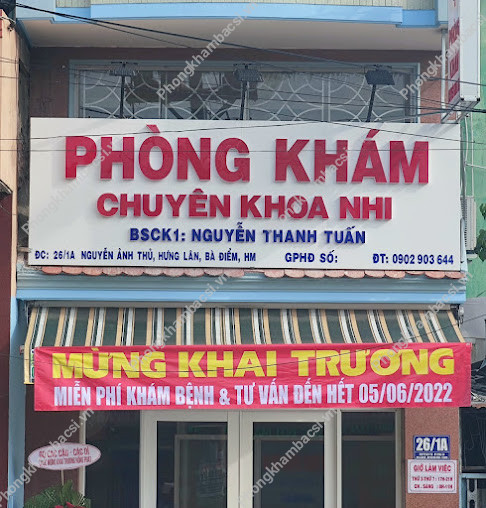 PHÒNG KHÁM
CHUYÊN KHOA NHI
BSCK1: NGUYỄN THANH TUẤN
ĐC: 26/1A NGUYỄN ẢNH THỦ, HƯNG LÂN, BÀ ĐIỂM, HM GPHĐ SỐ: ĐT: 0902 903 644
MỪNG KHAI TRƯƠNG
MIỄN PHÍ KHÁM BỆNH & TƯ VẤN ĐẾN HẾT 05/06/2022
26/1A
GIỜ LÀM VIỆC
Phongkhambacsi.vn